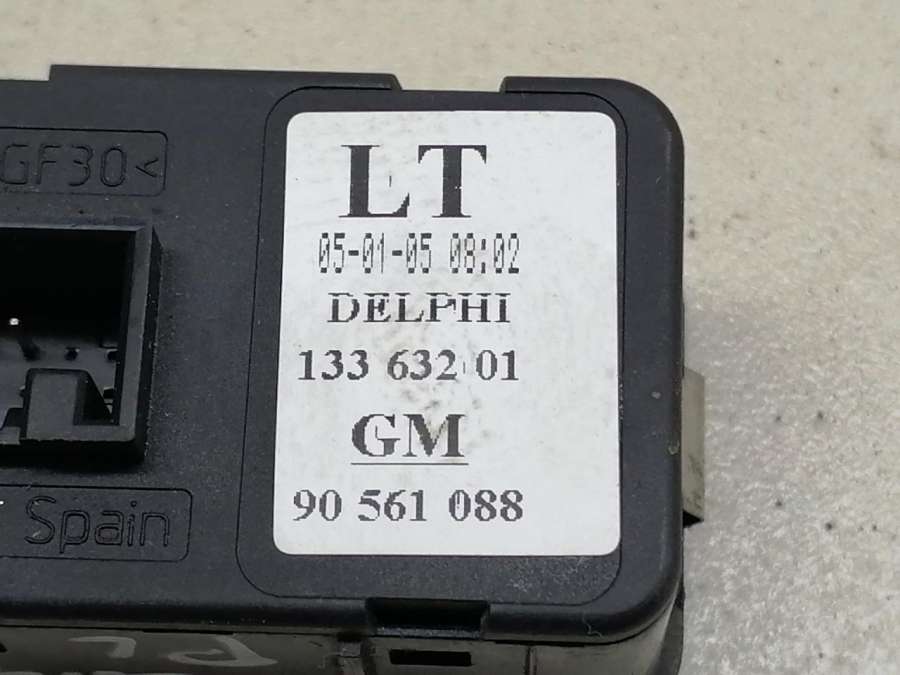 GF30<
LT
05-01-05 08:02
DELPHI
133 632 01
GM
90 561 088
Spain